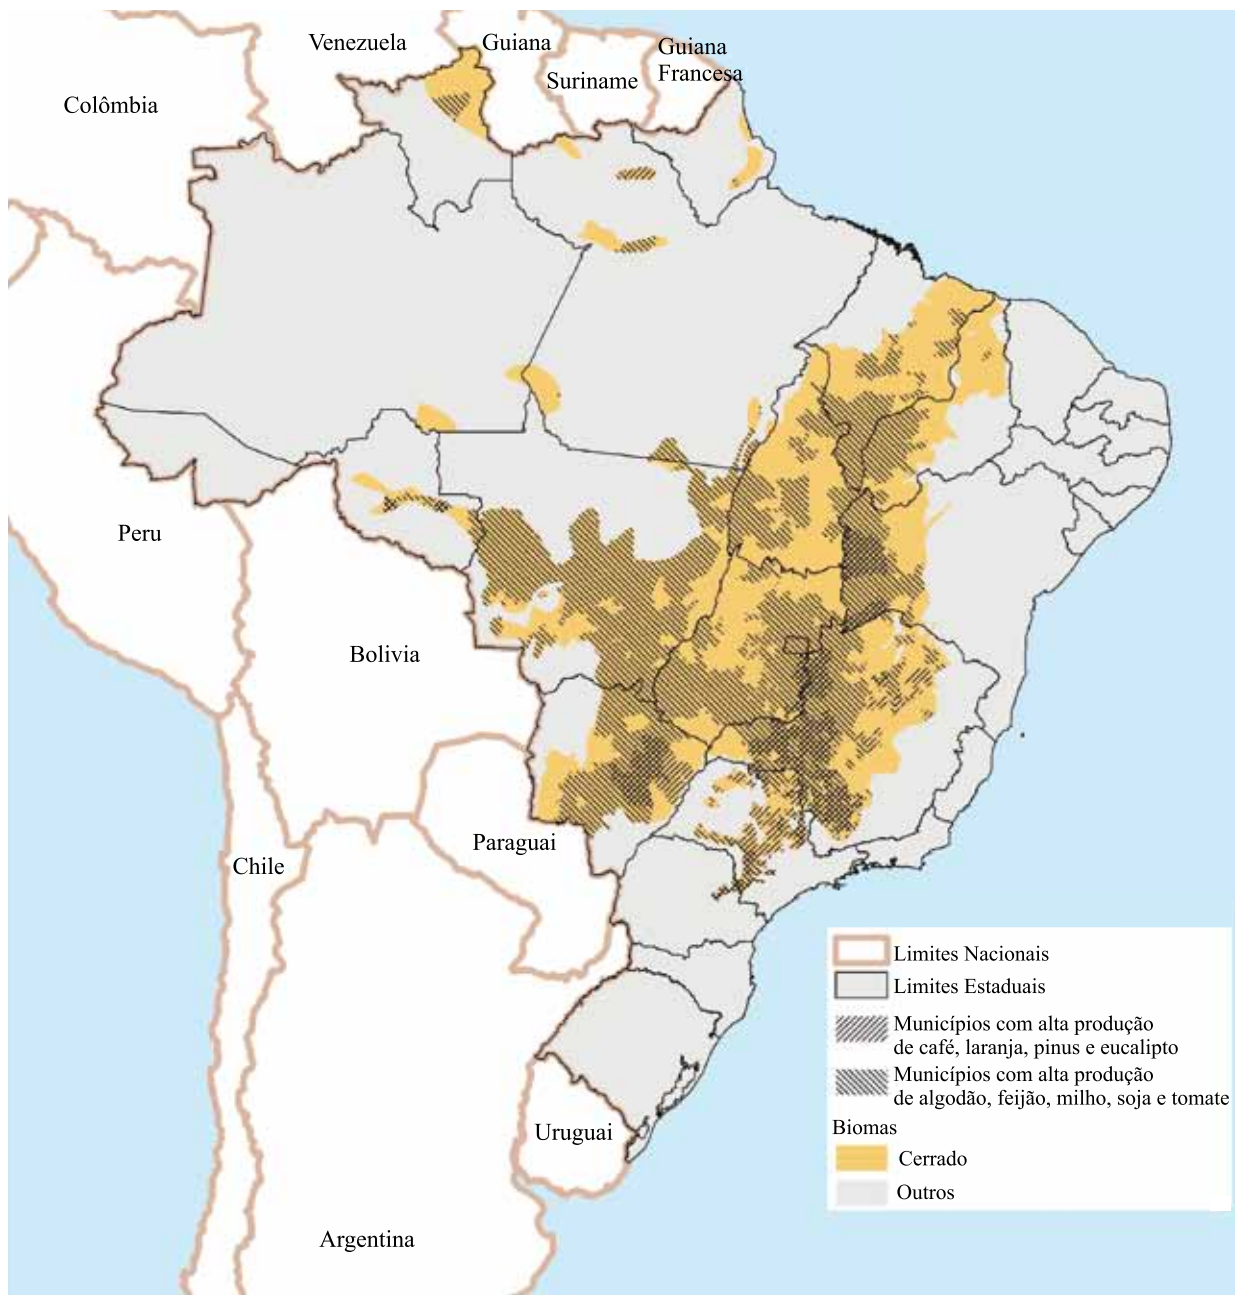 Venezuela
Guiana
Guiana
Francesa
Suriname
Colômbia
Peru
Bolivia
Paraguai
Chile
Limites Nacionais
Limites Estaduais
Municípios com alta produção
de café, laranja, pinus e eucalipto
Municípios com alta produção
de algodão, feijão, milho, soja e tomate
Biomas
Cerrado
Outros
Uruguai
Argentina